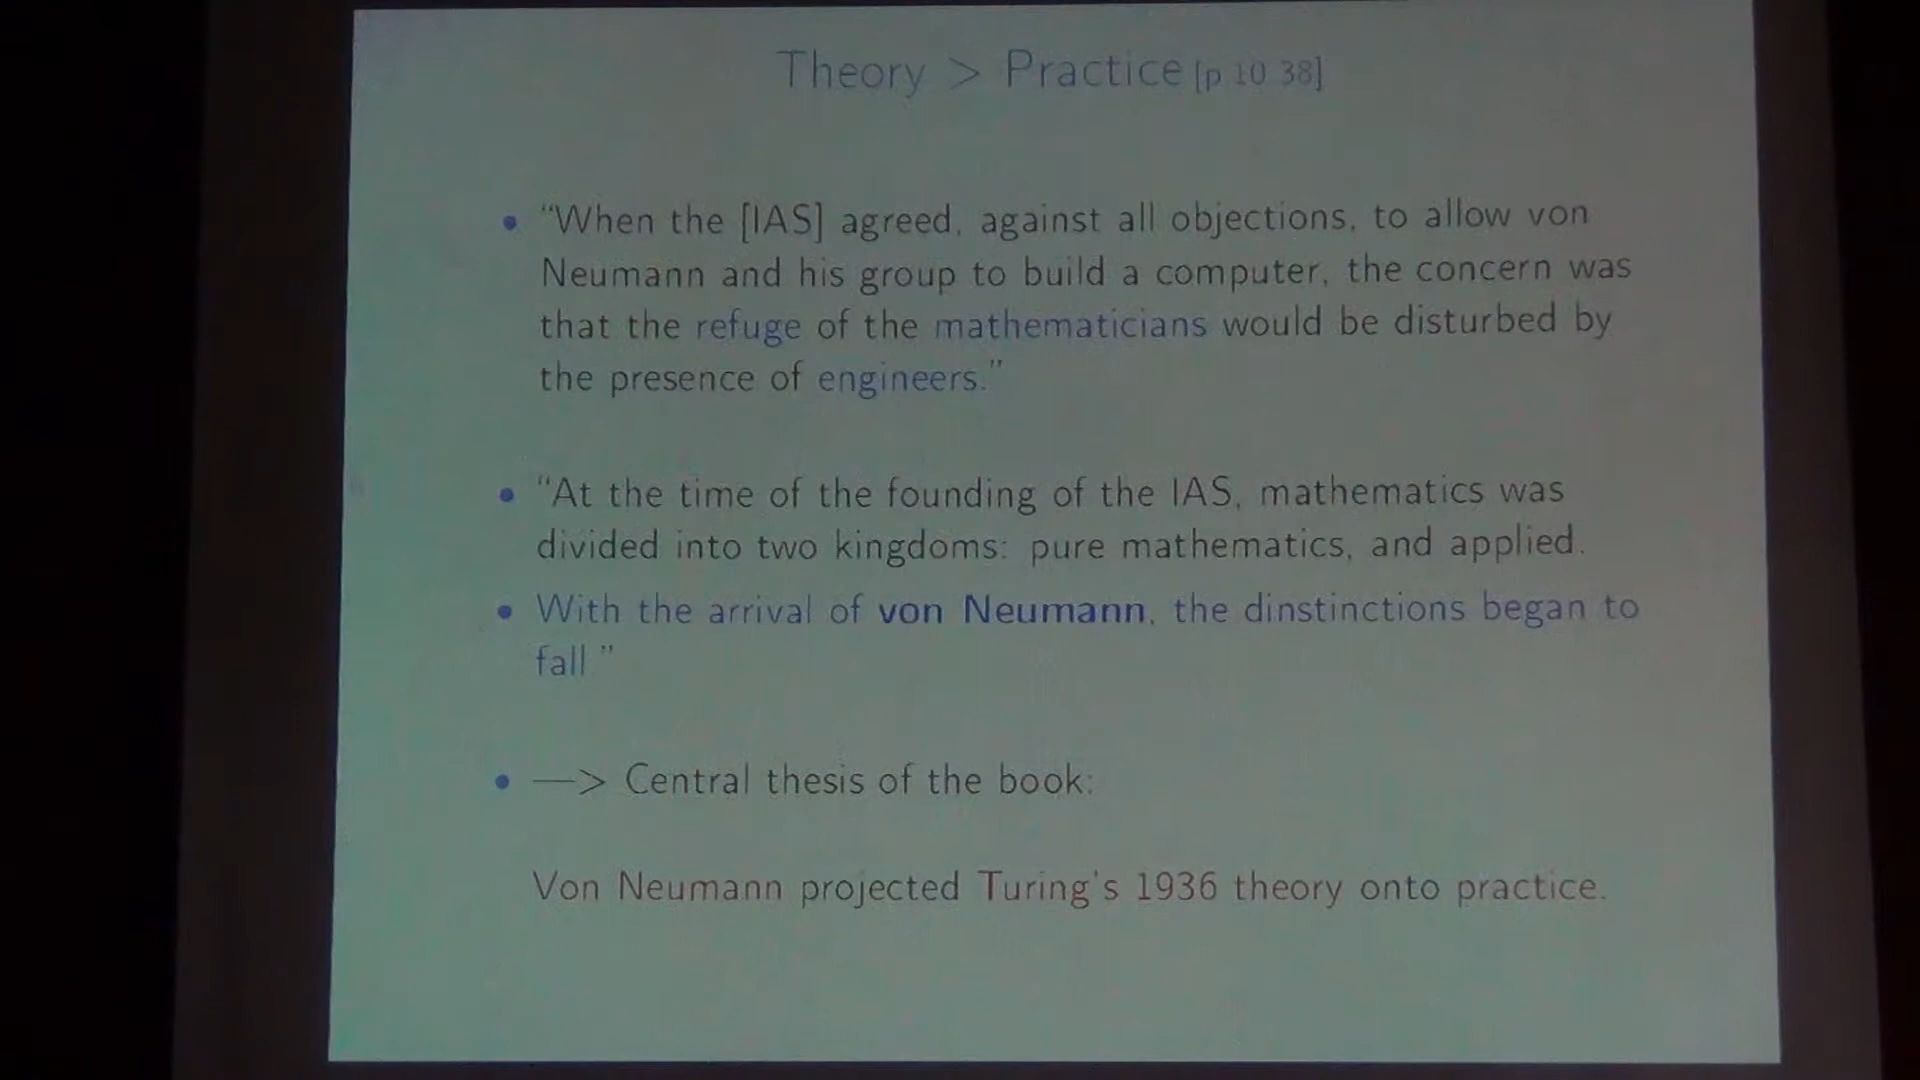 Theory > Practice [p 10 38]
• “When the [IAS] agreed, against all objections, to allow von
Neumann and his group to build a computer, the concern was
that the refuge of the mathematicians would be disturbed by
the presence of engineers.”
• “At the time of the founding of the IAS, mathematics was
divided into two kingdoms: pure mathematics, and applied.
• With the arrival of von Neumann, the dinstinctions began to
fall ”
• —> Central thesis of the book:
Von Neumann projected Turing's 1936 theory onto practice.